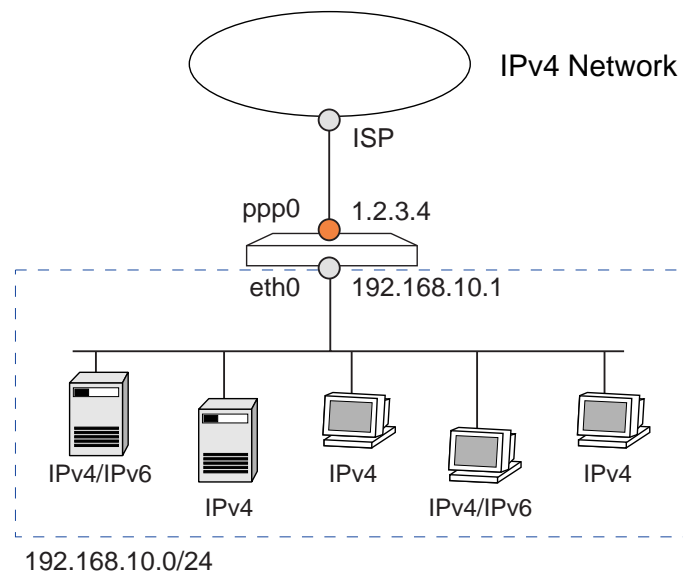 IPv4 Network
ISP
ppp0
1.2.3.4
eth0
192.168.10.1
IPv4/IPv6
IPv4
IPv4
IPv4/IPv6
IPv4
192.168.10.0/24